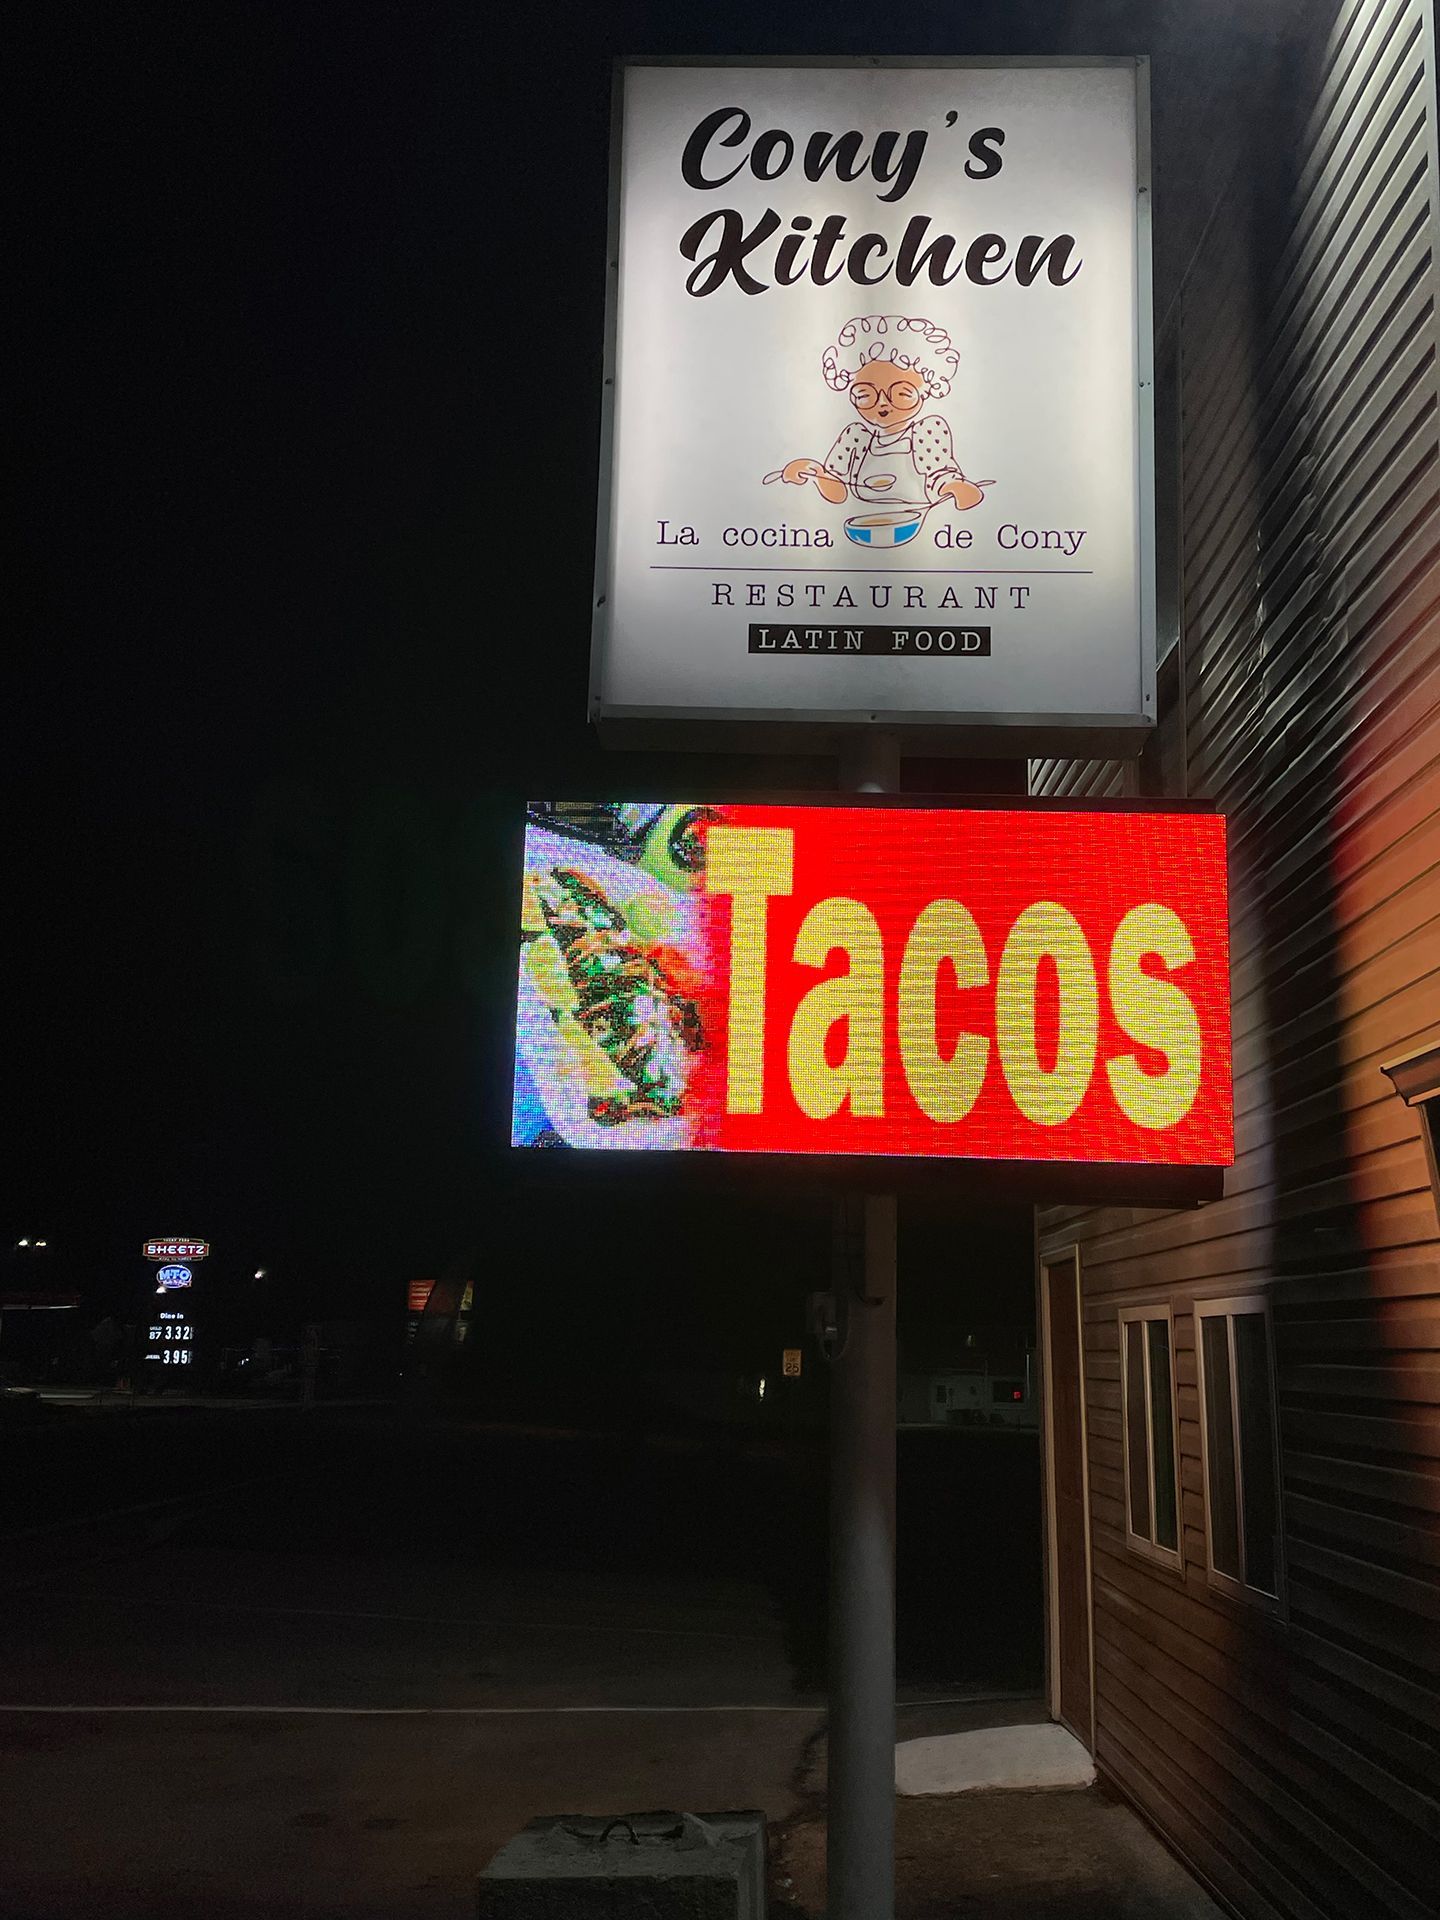 Cony's
Kitchen
La cocina de Cony
RESTAURANT
LATIN FOOD
Tacos
SHEETZ
MTO
Dine In
87 3.32
3.95
25